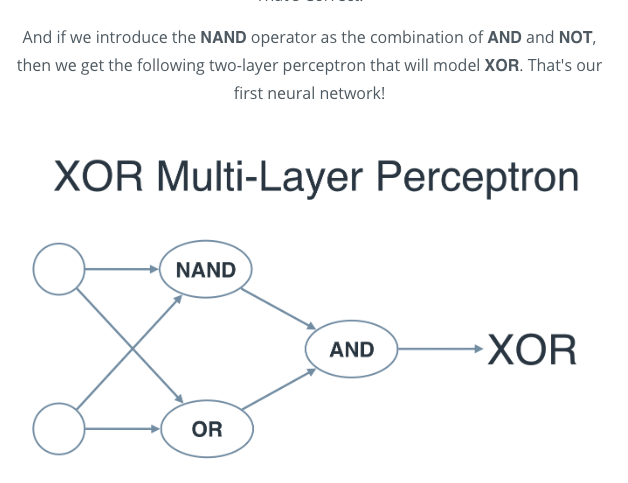 And if we introduce the NAND operator as the combination of AND and NOT,
then we get the following two-layer perceptron that will model XOR. That's our
first neural network!
XOR Multi-Layer Perceptron
NAND
AND
XOR
OR